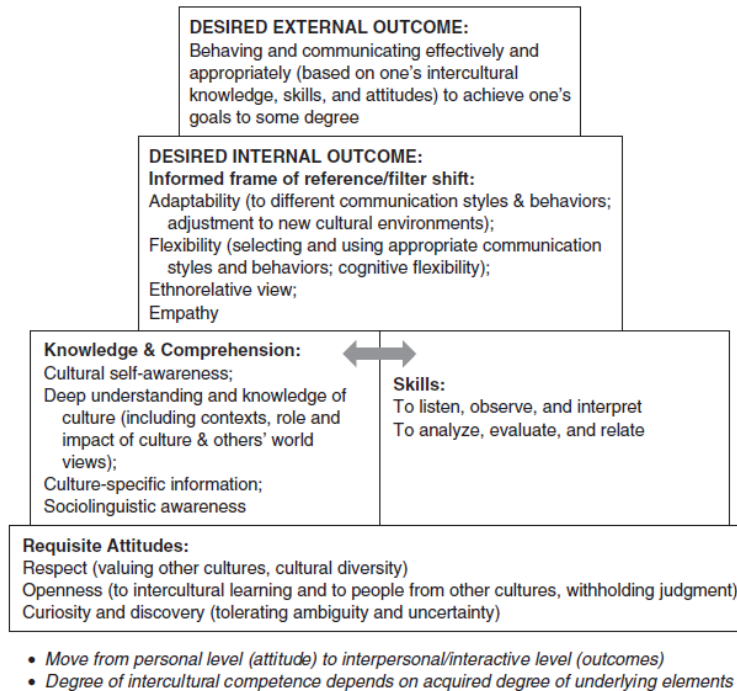 DESIRED EXTERNAL OUTCOME:
Behaving and communicating effectively and
appropriately (based on one's intercultural
knowledge, skills, and attitudes) to achieve one's
goals to some degree
DESIRED INTERNAL OUTCOME:
Informed frame of reference/filter shift:
Adaptability (to different communication styles & behaviors;
adjustment to new cultural environments);
Flexibility (selecting and using appropriate communication
styles and behaviors; cognitive flexibility);
Ethnorelative view;
Empathy
Knowledge & Comprehension:
Cultural self-awareness;
Deep understanding and knowledge of
culture (including contexts, role and
impact of culture & others' world
views);
Culture-specific information;
Sociolinguistic awareness
Skills:
To listen, observe, and interpret
To analyze, evaluate, and relate
Requisite Attitudes:
Respect (valuing other cultures, cultural diversity)
Openness (to intercultural learning and to people from other cultures, withholding judgment)
Curiosity and discovery (tolerating ambiguity and uncertainty)
• Move from personal level (attitude) to interpersonal/interactive level (outcomes)
• Degree of intercultural competence depends on acquired degree of underlying elements